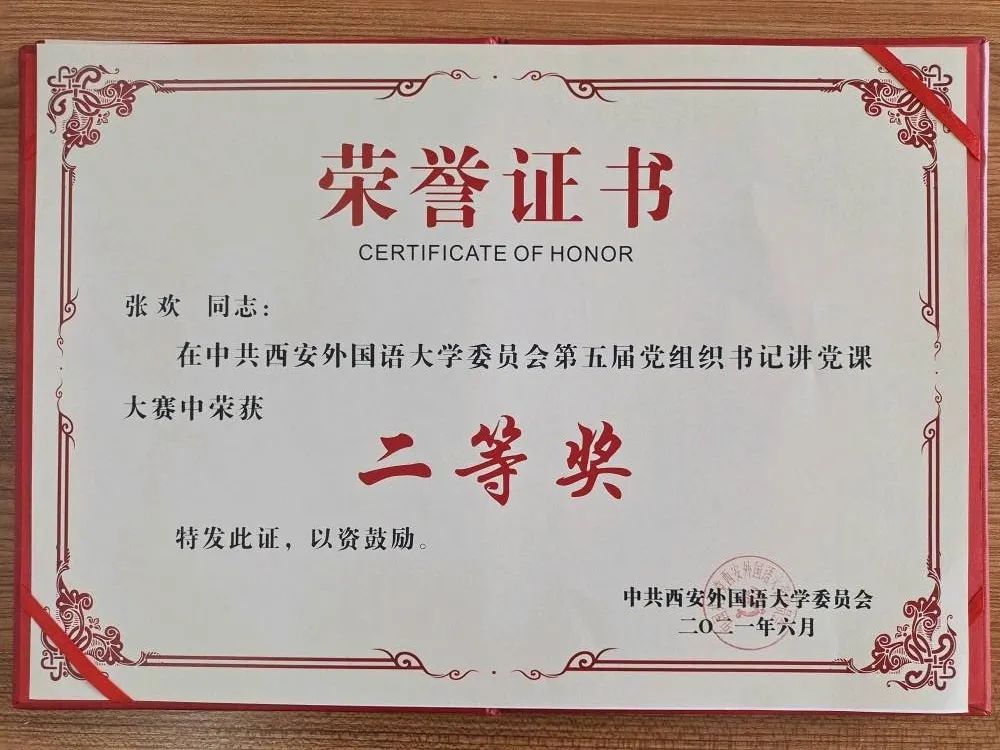 荣誉证书
CERTIFICATE OF HONOR
张欢 同志：
在中共西安外国语大学委员会第五届党组织书记讲党课
大赛中荣获
二等奖
特发此证，以资鼓励。
中共西安外国语大学委员会
二〇二一年六月